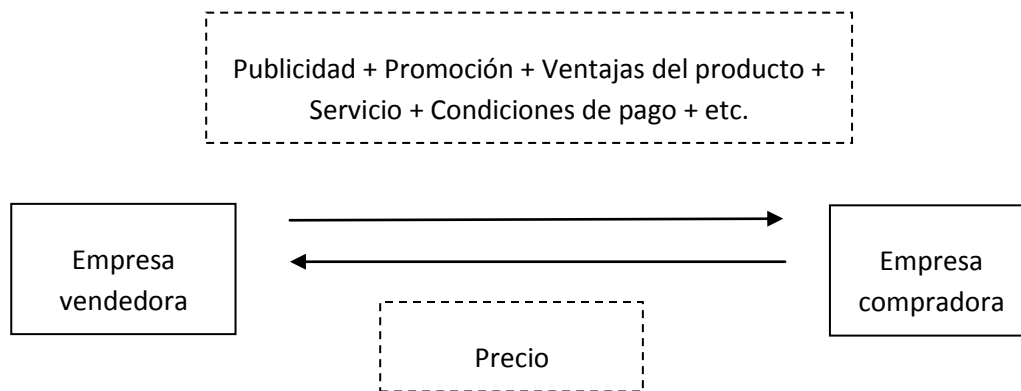 Publicidad + Promoción + Ventajas del producto +
Servicio + Condiciones de pago + etc.
Empresa
vendedora
Empresa
compradora
Precio